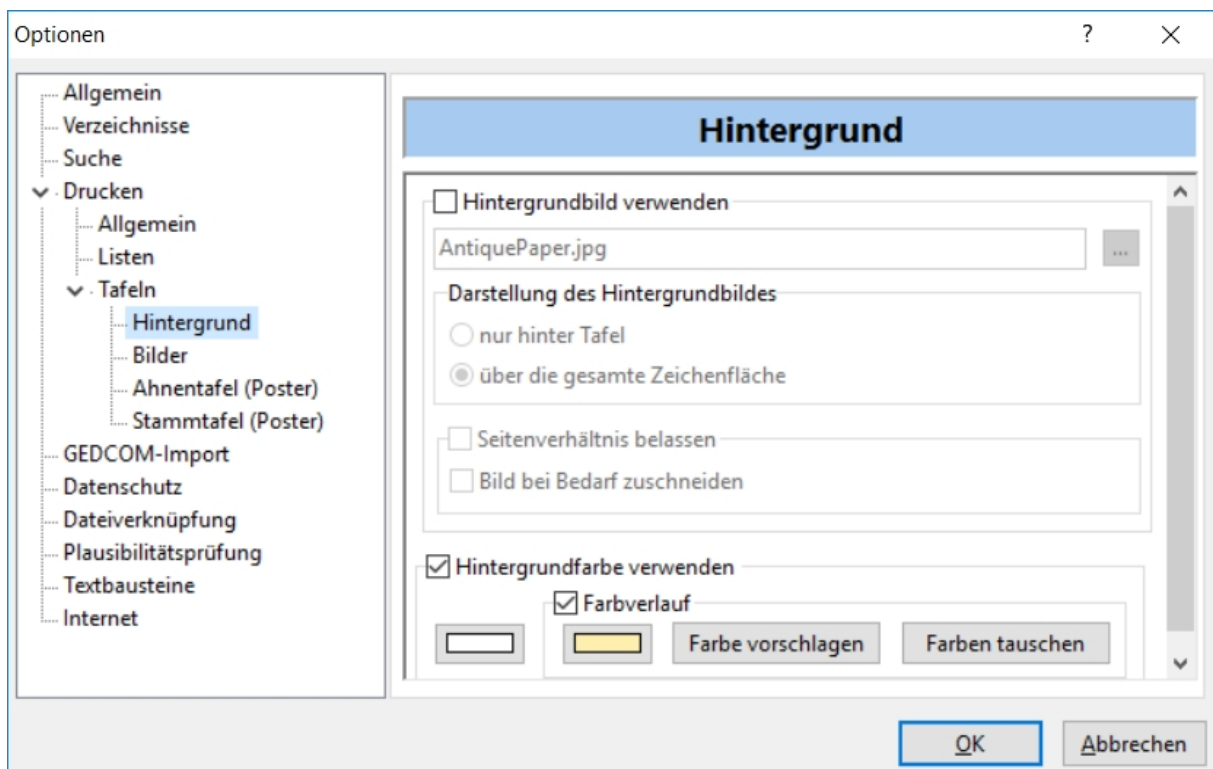 Optionen
?
Allgemein
Verzeichnisse
Suche
Drucken
Allgemein
Listen
Tafeln
Hintergrund
Bilder
Ahnentafel (Poster)
Stammtafel (Poster)
GEDCOM-Import
Datenschutz
Dateiverknüpfung
Plausibilitätsprüfung
Textbausteine
Internet
Hintergrund
Hintergrundbild verwenden
AntiquePaper.jpg
...
Darstellung des Hintergrundbildes
nur hinter Tafel
über die gesamte Zeichenfläche
Seitenverhältnis belassen
Bild bei Bedarf zuschneiden
Hintergrundfarbe verwenden
Farbverlauf
Farbe vorschlagen
Farben tauschen
OK
Abbrechen